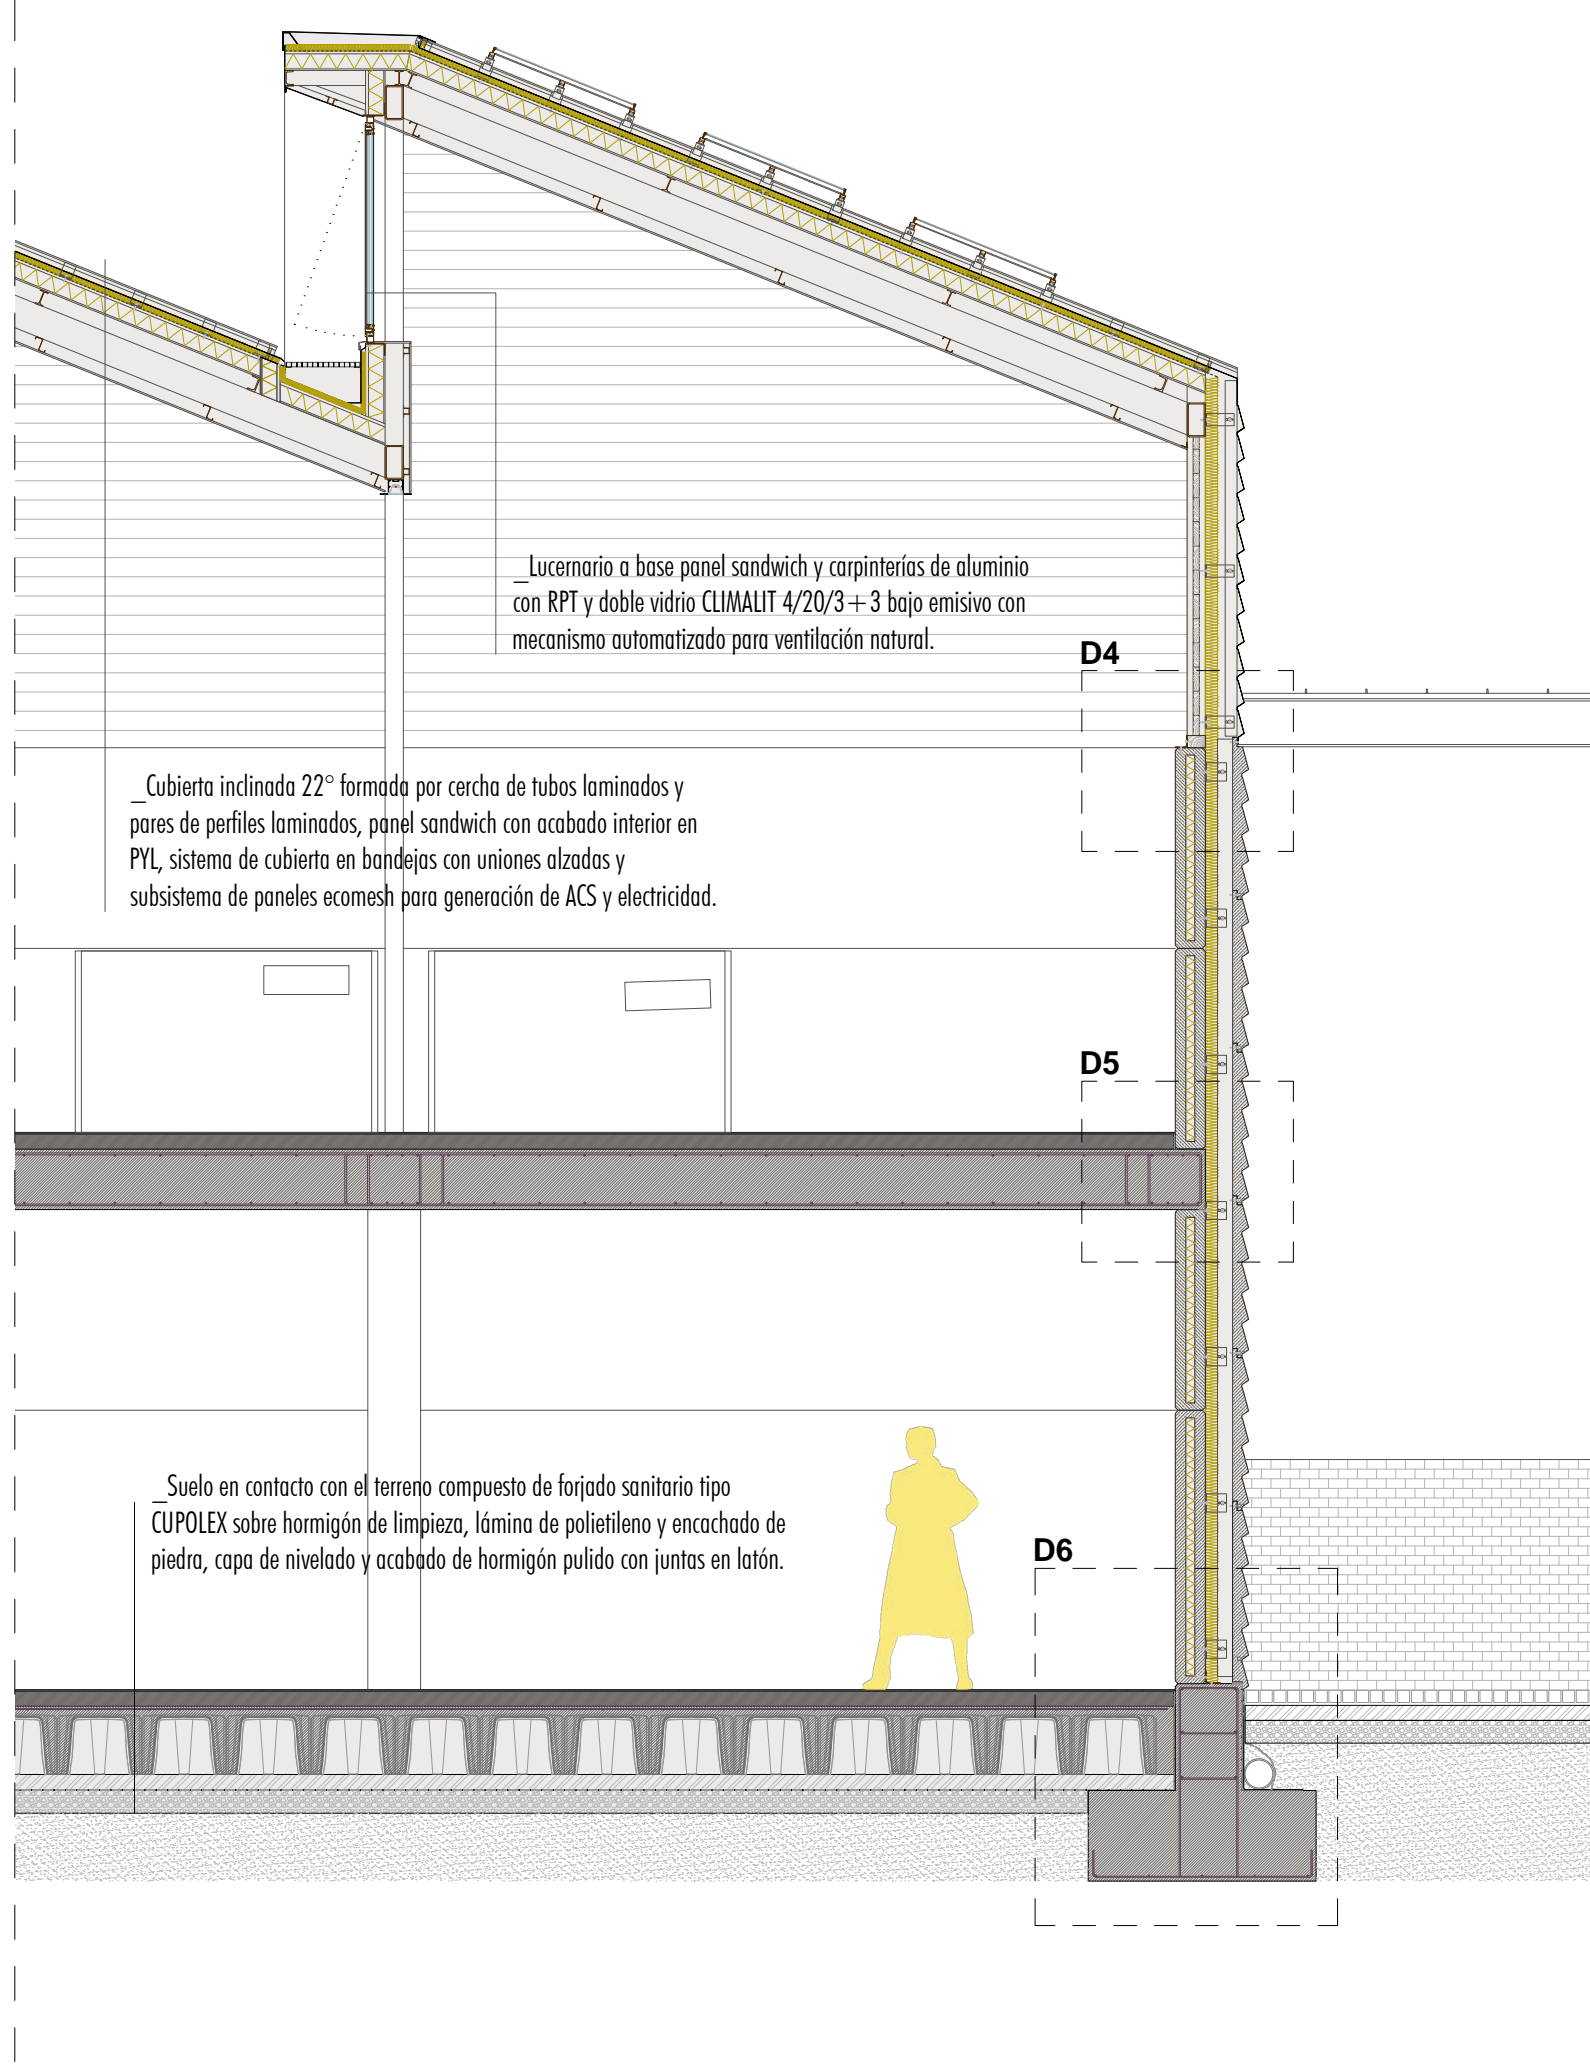 _Lucernario a base panel sandwich y carpinterías de aluminio
con RPT y doble vidrio CLIMALIT 4/20/3+3 bajo emisivo con
mecanismo automatizado para ventilación natural.
D4
_Cubierta inclinada 22° formada por cercha de tubos laminados y
pares de perfiles laminados, panel sandwich con acabado interior en
PYL, sistema de cubierta en bandejas con uniones alzadas y
subsistema de paneles ecomesh para generación de ACS y electricidad.
D5
_Suelo en contacto con el terreno compuesto de forjado sanitario tipo
CUPOLEX sobre hormigón de limpieza, lámina de polietileno y encachado de
piedra, capa de nivelado y acabado de hormigón pulido con juntas en latón.
D6